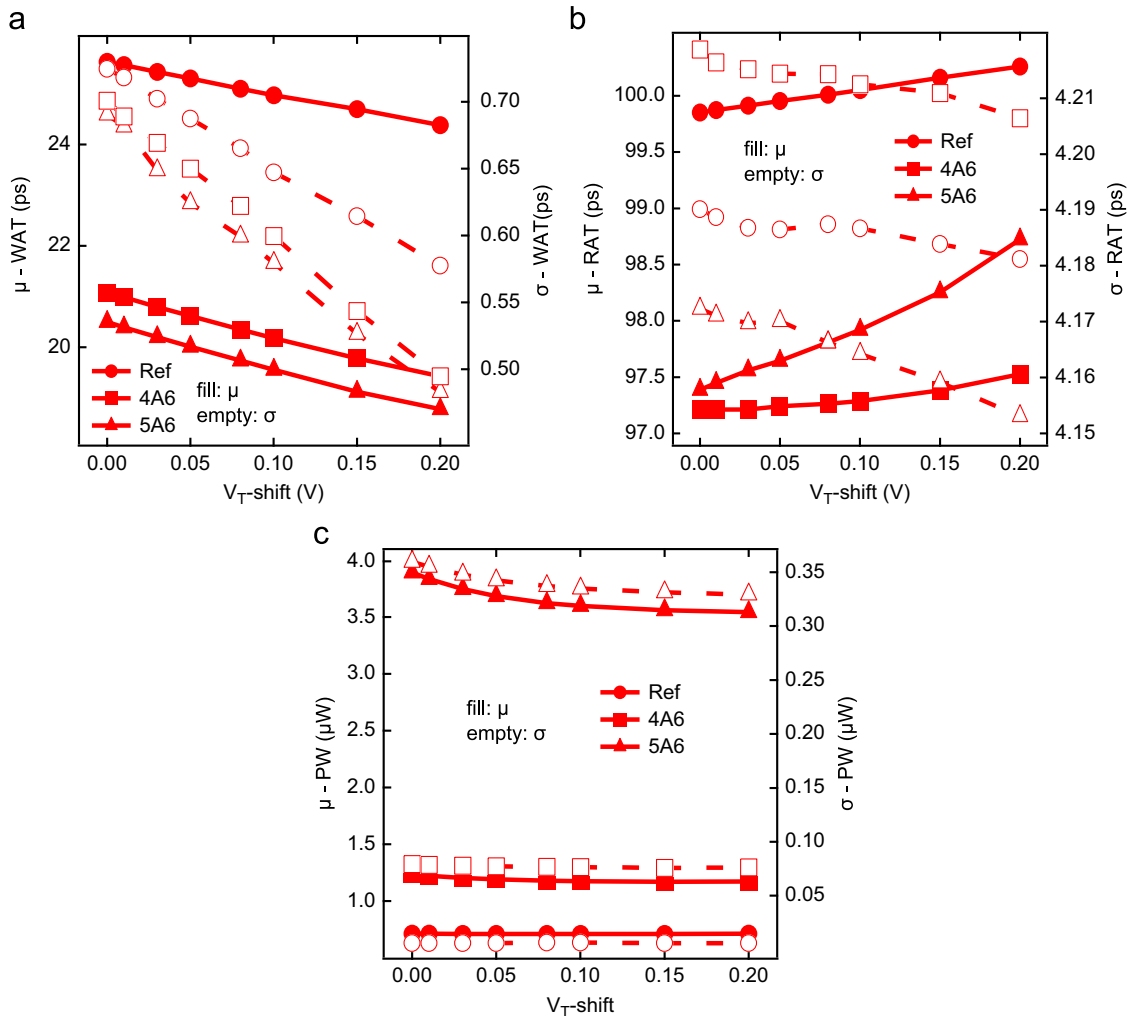 a
μ - WAT (ps)
24
22
20
Ref
4A6
5A6
fill: μ
empty: σ
0.70
0.65
0.60
0.55
0.50
σ - WAT(ps)
0.00 0.05 0.10 0.15 0.20
VT-shift (V)
b
μ - RAT (ps)
100.0
99.5
99.0
98.5
98.0
97.5
97.0
fill: μ
empty: σ
Ref
4A6
5A6
4.21
4.20
4.19
4.18
4.17
4.16
4.15
σ - RAT (ps)
0.00 0.05 0.10 0.15 0.20
VT-shift (V)
c
μ - PW (μW)
4.0
3.5
3.0
2.5
2.0
1.5
1.0
fill: μ
empty: σ
Ref
4A6
5A6
0.35
0.30
0.25
0.20
0.15
0.10
0.05
σ - PW (μW)
0.00 0.05 0.10 0.15 0.20
VT-shift